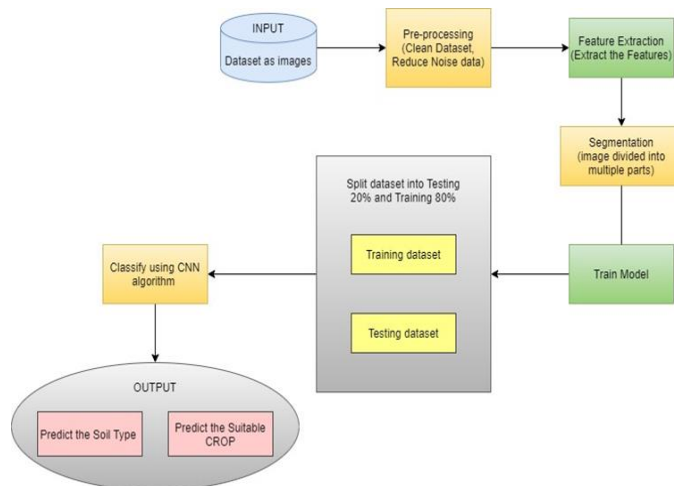 INPUT
Dataset as images
Pre-processing
(Clean Dataset,
Reduce Noise data)
Feature Extraction
(Extract the Features)
Segmentation
(image divided into
multiple parts)
Train Model
Split dataset into Testing
20% and Training 80%
Training dataset
Testing dataset
Classify using CNN
algorithm
OUTPUT
Predict the Soil Type
Predict the Suitable
CROP